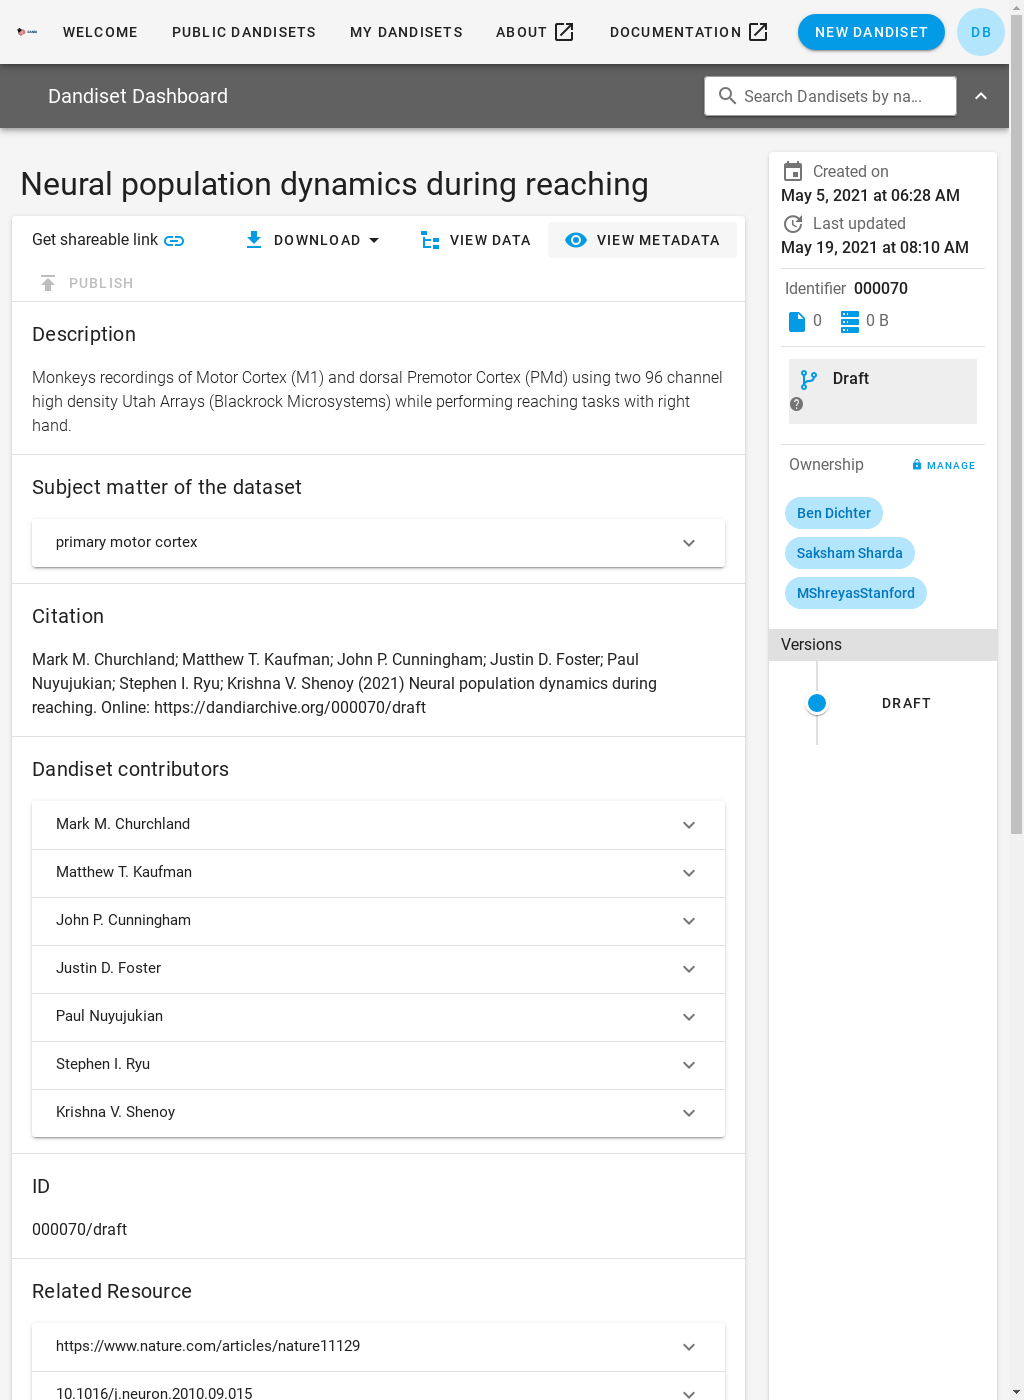 WELCOME
PUBLIC DANDISETS
MY DANDISETS
ABOUT
DOCUMENTATION
NEW DANDISET
DB
Dandiset Dashboard
Search Dandisets by na...
Neural population dynamics during reaching
Get shareable link
DOWNLOAD
VIEW DATA
VIEW METADATA
PUBLISH
Description
Monkeys recordings of Motor Cortex (M1) and dorsal Premotor Cortex (PMd) using two 96 channel
high density Utah Arrays (Blackrock Microsystems) while performing reaching tasks with right
hand.
Subject matter of the dataset
primary motor cortex
Citation
Mark M. Churchland; Matthew T. Kaufman; John P. Cunningham; Justin D. Foster; Paul
Nuyujukian; Stephen I. Ryu; Krishna V. Shenoy (2021) Neural population dynamics during
reaching. Online: https://dandiarchive.org/000070/draft
Dandiset contributors
Mark M. Churchland
Matthew T. Kaufman
John P. Cunningham
Justin D. Foster
Paul Nuyujukian
Stephen I. Ryu
Krishna V. Shenoy
ID
000070/draft
Related Resource
https://www.nature.com/articles/nature11129
10.1016/j.neuron.2010.09.015
Created on
May 5, 2021 at 06:28 AM
Last updated
May 19, 2021 at 08:10 AM
Identifier 000070
0
0 B
Draft
Ownership
MANAGE
Ben Dichter
Saksham Sharda
MShreyasStanford
Versions
DRAFT